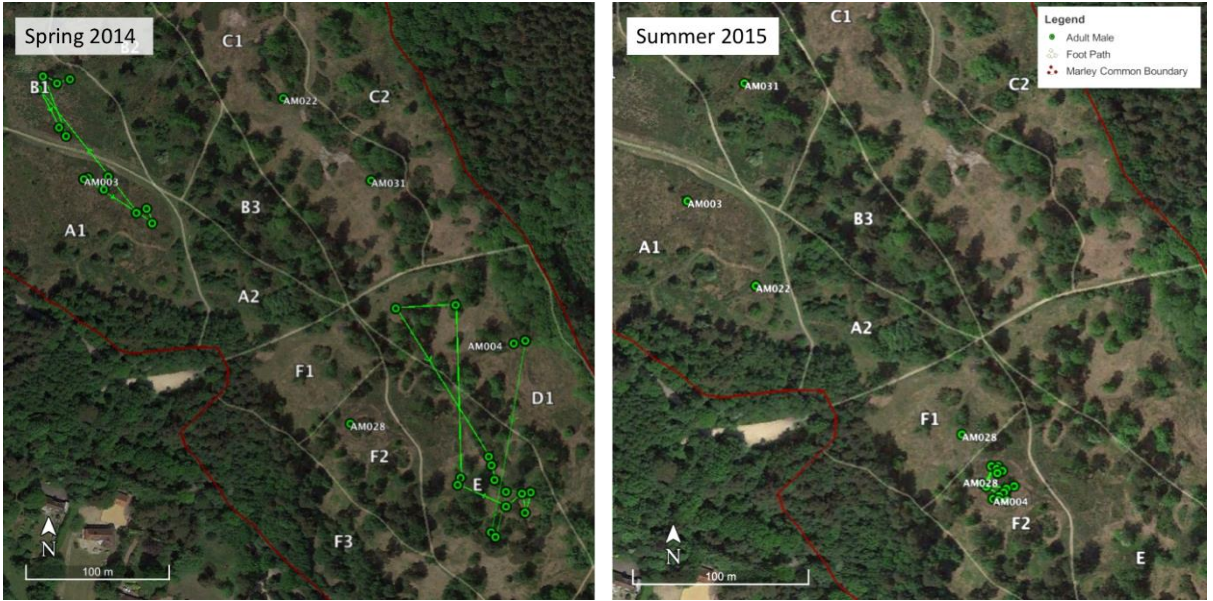 Spring 2014
B2
C1
B1
C2
AM022
AM003
AM031
B3
A1
A2
AM004
F1
D1
AM028
F2
E
F3
N
100 m
Summer 2015
C1
Legend
Adult Male
Foot Path
Marley Common Boundary
AM031
C2
AM003
B3
A1
AM022
A2
F1
AM028
AM028
AM004
F2
E
N
100 m